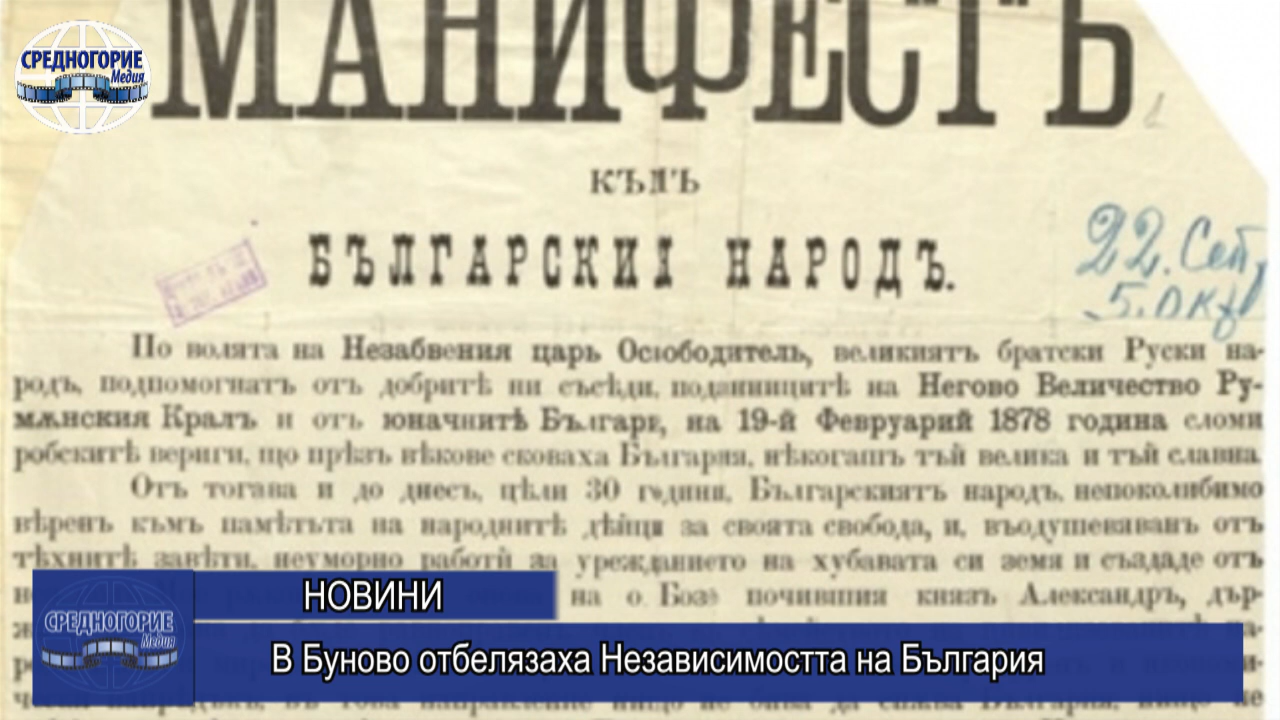 МАНИФЕСТЪ
СРЕДНОГОРИЕ
Медия
КЪМЪ
БЪЛГАРСКИЯ НАРОДЪ.
22. Сеп
5. Окт
По волята на Незабвения царь Освободитель, великиятъ братски Руски на-
родъ, подпомогнатъ отъ добритѣ ни съсѣди, поданницитѣ на Негово Величество Ру-
мѫнския Кралъ и отъ юначнитѣ Българи, на 19-й Февруарий 1878 година сломи
робскитѣ вериги, що прѣзъ вѣкове сковаха България, нѣкогашъ тъй велика и тъй славна
Отъ тогава и до днесъ, цѣли 30 години, Българскиятъ народъ, непоколибимо
вѣренъ къмъ паметьта на народнитѣ дѣйци за своята свобода, и, въодушевяванъ отъ
тѣхнитѣ завѣти, неуморно работи за урежданието на хубавата си земя и създаде отъ
на о Бозѣ почившия князъ Александръ, дър-
НОВИНИ
СРЕДНОГОРИЕ
Медия
В Буново отбелязаха Независимостта на България